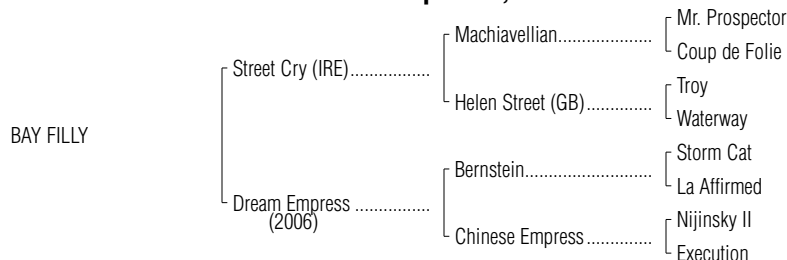 Mr. Prospector
Machiavellian....................
Coup de Folie
Street Cry (IRE).................
Troy
Helen Street (GB)..............
Waterway
BAY FILLY
Storm Cat
Bernstein...........................
La Affirmed
Dream Empress ................
(2006)
Nijinsky II
Chinese Empress..............
Execution